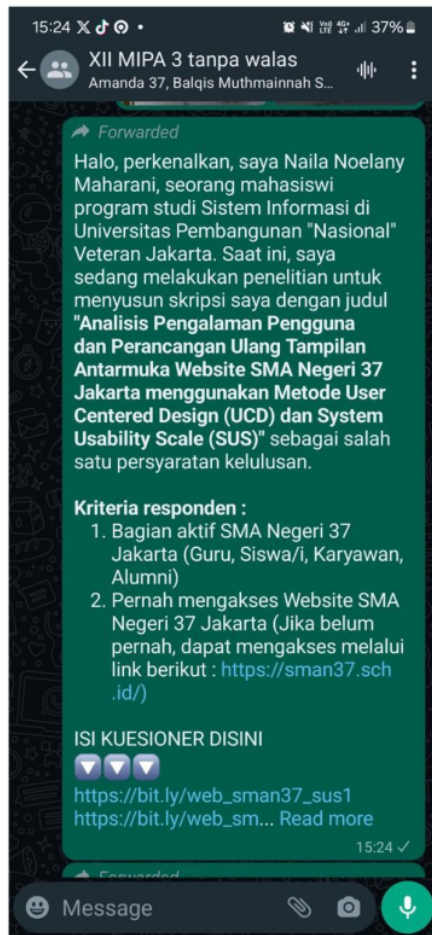 15:24
37%
XII MIPA 3 tanpa walas
Amanda 37, Balqis Muthmainnah S...
Forwarded
Halo, perkenalkan, saya Naila Noelany
Maharani, seorang mahasiswi
program studi Sistem Informasi di
Universitas Pembangunan "Nasional"
Veteran Jakarta. Saat ini, saya
sedang melakukan penelitian untuk
menyusun skripsi saya dengan judul
"Analisis Pengalaman Pengguna
dan Perancangan Ulang Tampilan
Antarmuka Website SMA Negeri 37
Jakarta menggunakan Metode User
Centered Design (UCD) dan System
Usability Scale (SUS)" sebagai salah
satu persyaratan kelulusan.
Kriteria responden :
1. Bagian aktif SMA Negeri 37
Jakarta (Guru, Siswa/i, Karyawan,
Alumni)
2. Pernah mengakses Website SMA
Negeri 37 Jakarta (Jika belum
pernah, dapat mengakses melalui
link berikut : https://sman37.sch
.id/)
ISI KUESIONER DISINI
https://bit.ly/web_sman37_sus1
https://bit.ly/web_sm... Read more
15:24
Forwarded
Message